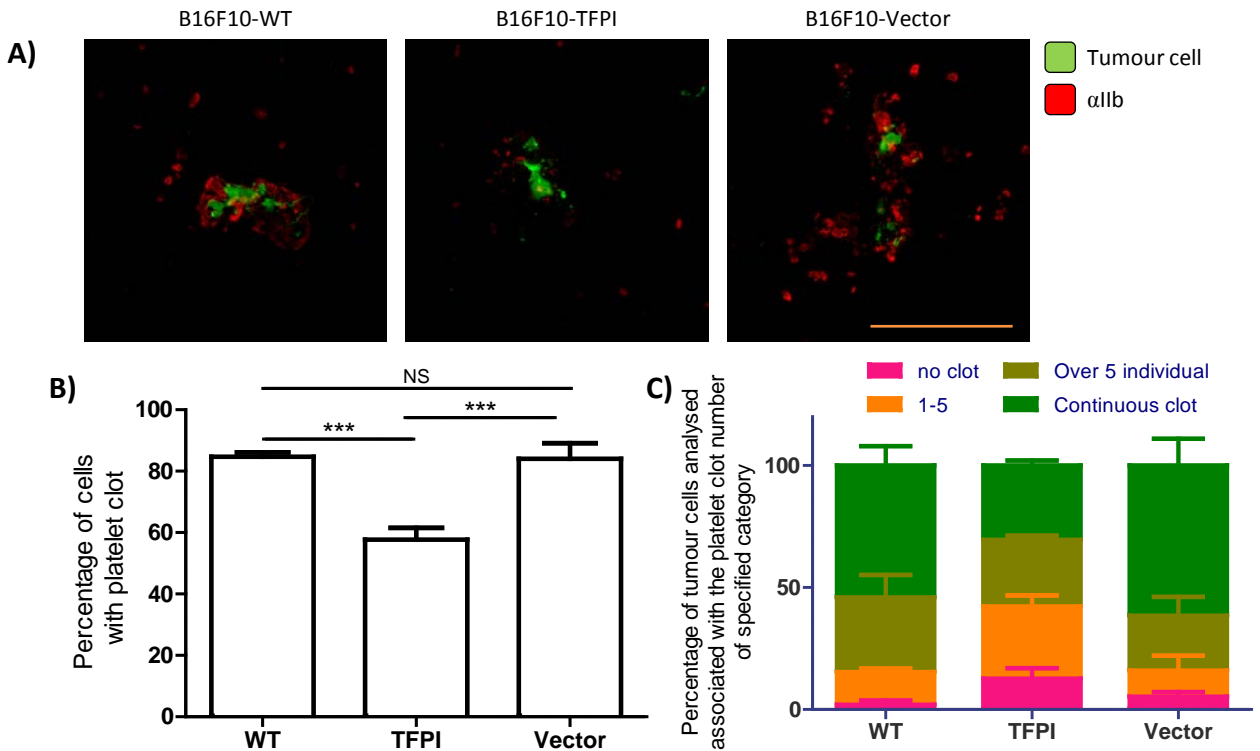 B16F10-WT
B16F10-TFPI
B16F10-Vector
A)
Tumour cell
αIIb
B)
NS
***
***
Percentage of cells
with platelet clot
100
80
60
40
20
0
WT
TFPI
Vector
C)
no clot
Over 5 individual
1-5
Continuous clot
Percentage of tumour cells analysed
associated with the platelet clot number
of specified category
100
50
0
WT
TFPI
Vector